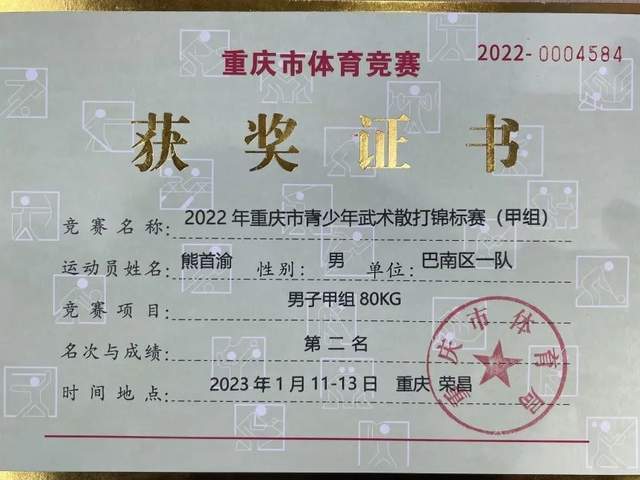 重庆市体育竞赛
2022-0004584
获奖证书
竞赛名称：2022年重庆市青少年武术散打锦标赛（甲组）
运动员姓名：熊首渝 性别：男 单位：巴南区一队
竞赛项目：男子甲组80KG
名次与成绩：第二名
时间地点：2023年1月11-13日 重庆 荣昌
重庆市体育局